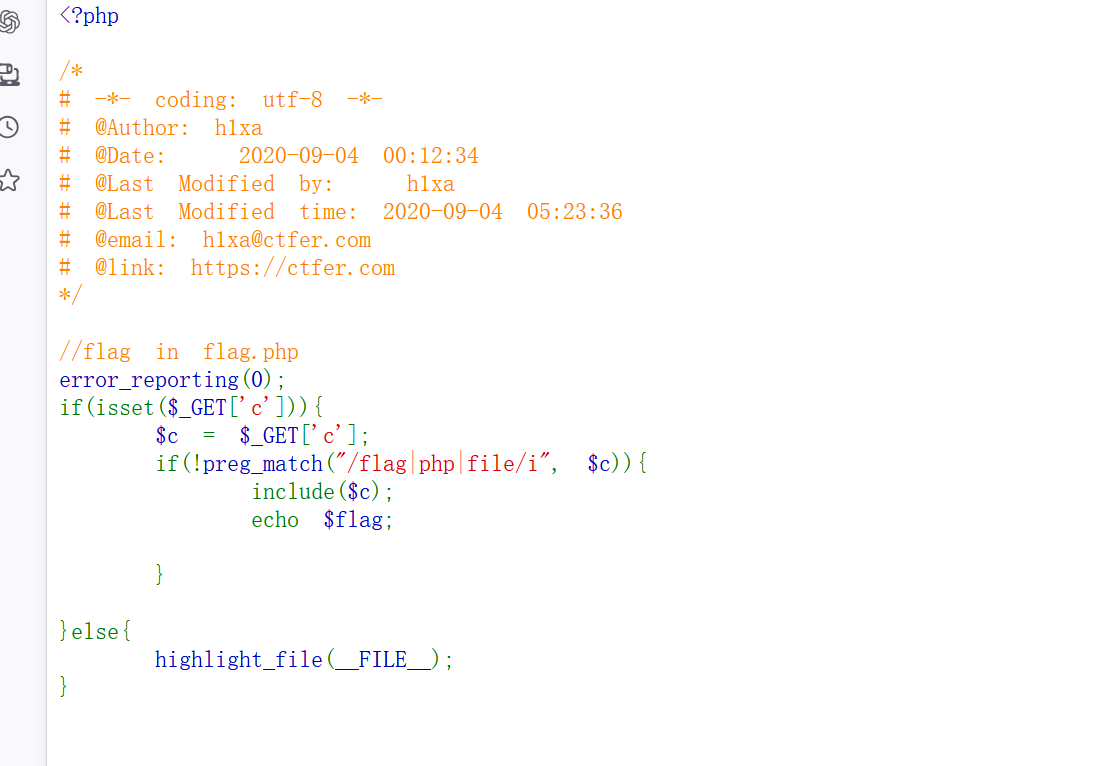 <?php
/*
# -*- coding: utf-8 -*-
# @Author: h1xa
# @Date:   2020-09-04 00:12:34
# @Last Modified by:   h1xa
# @Last Modified time: 2020-09-04 05:23:36
# @email: h1xa@ctfer.com
# @link: https://ctfer.com
*/
//flag in flag.php
error_reporting(0);
if(isset($_GET['c'])){
    $c = $_GET['c'];
    if(!preg_match("/flag|php|file/i", $c)){
        include($c);
        echo $flag;
    }
}else{
    highlight_file(__FILE__);
}